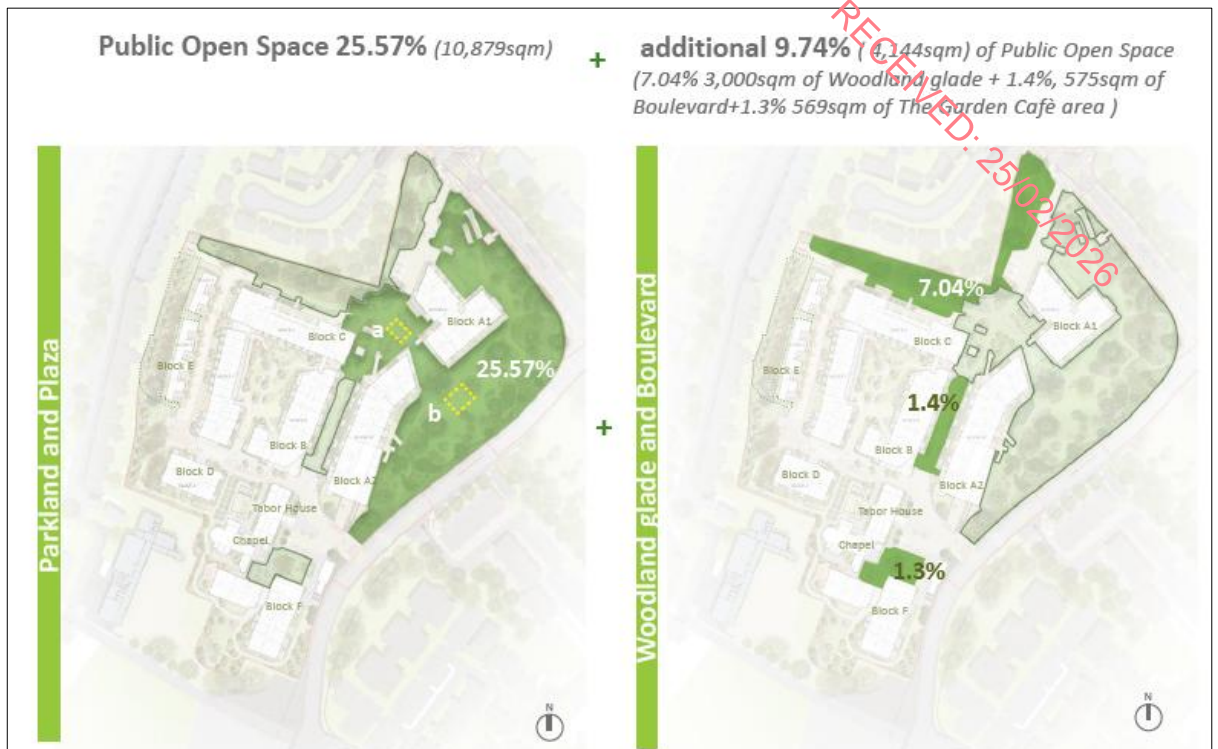 Public Open Space 25.57% (10,879sqm)
+
additional 9.74% ( 4,144sqm) of Public Open Space
(7.04% 3,000sqm of Woodland glade + 1.4%, 575sqm of
Boulevard+1.3% 569sqm of The Garden Cafè area )
RECEIVED: 25/02/2026
Parkland and Plaza
Block A1
a
Block C
25.57%
Block E
b
Block B
Block D
Block A2
Tabor House
Chapel
Block F
N
+
Woodland glade and Boulevard
7.04%
Block A1
Block C
Block E
1.4%
Block B
Block D
Block A2
Tabor House
Chapel
1.3%
Block F
N